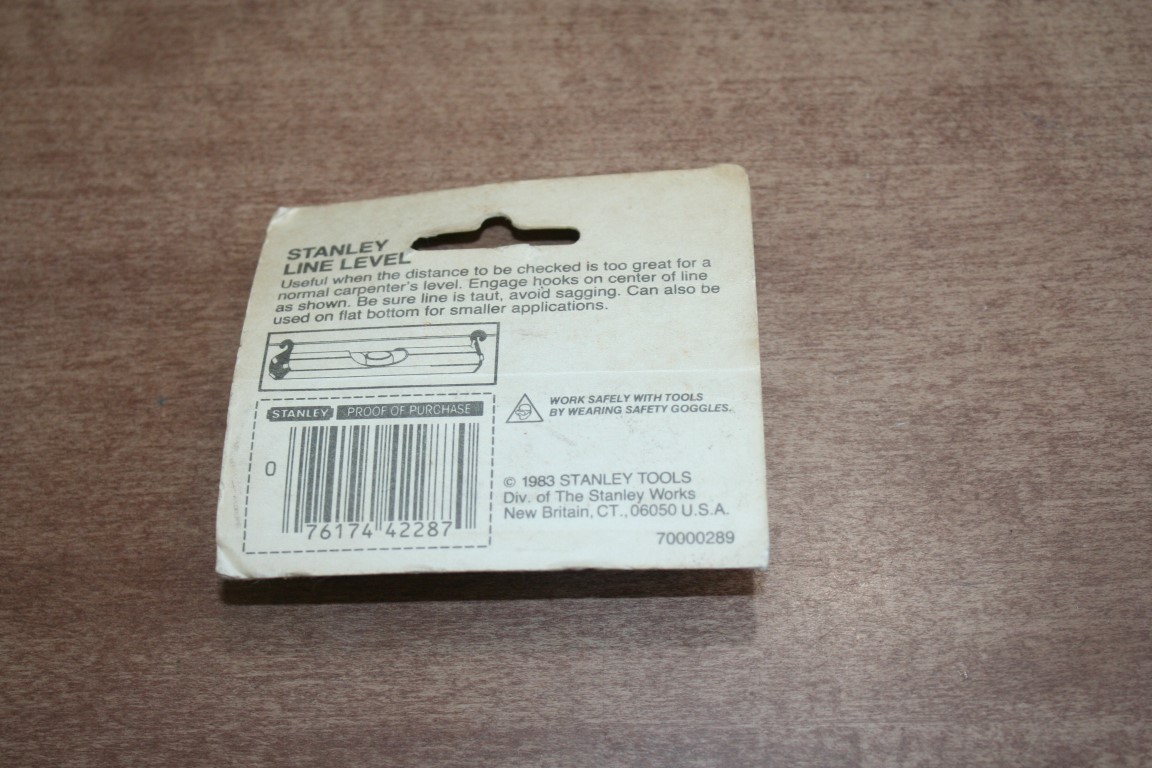 STANLEY
LINE LEVEL
Useful when the distance to be checked is too great for a
normal carpenter's level. Engage hooks on center of line
as shown. Be sure line is taut, avoid sagging. Can also be
used on flat bottom for smaller applications.
STANLEY PROOF OF PURCHASE
0
76174 42287
WORK SAFELY WITH TOOLS
BY WEARING SAFETY GOGGLES.
© 1983 STANLEY TOOLS
Div. of The Stanley Works
New Britain, CT., 06050 U.S.A.
70000289